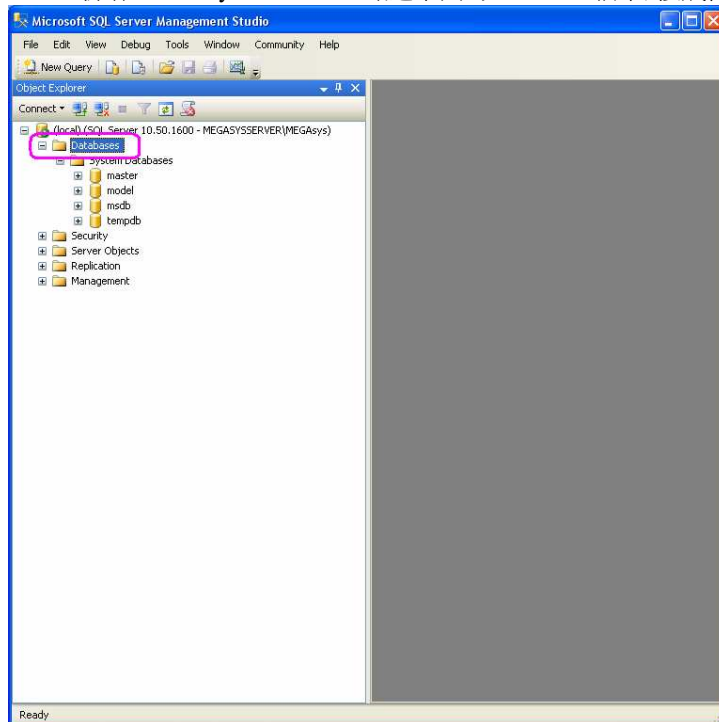 Microsoft SQL Server Management Studio
File Edit View Debug Tools Window Community Help
New Query
Object Explorer
Connect
(local) (SQL Server 10.50.1600 - MEGASYSSERVER\MEGAsys)
Databases
System Databases
master
model
msdb
tempdb
Security
Server Objects
Replication
Management
Ready